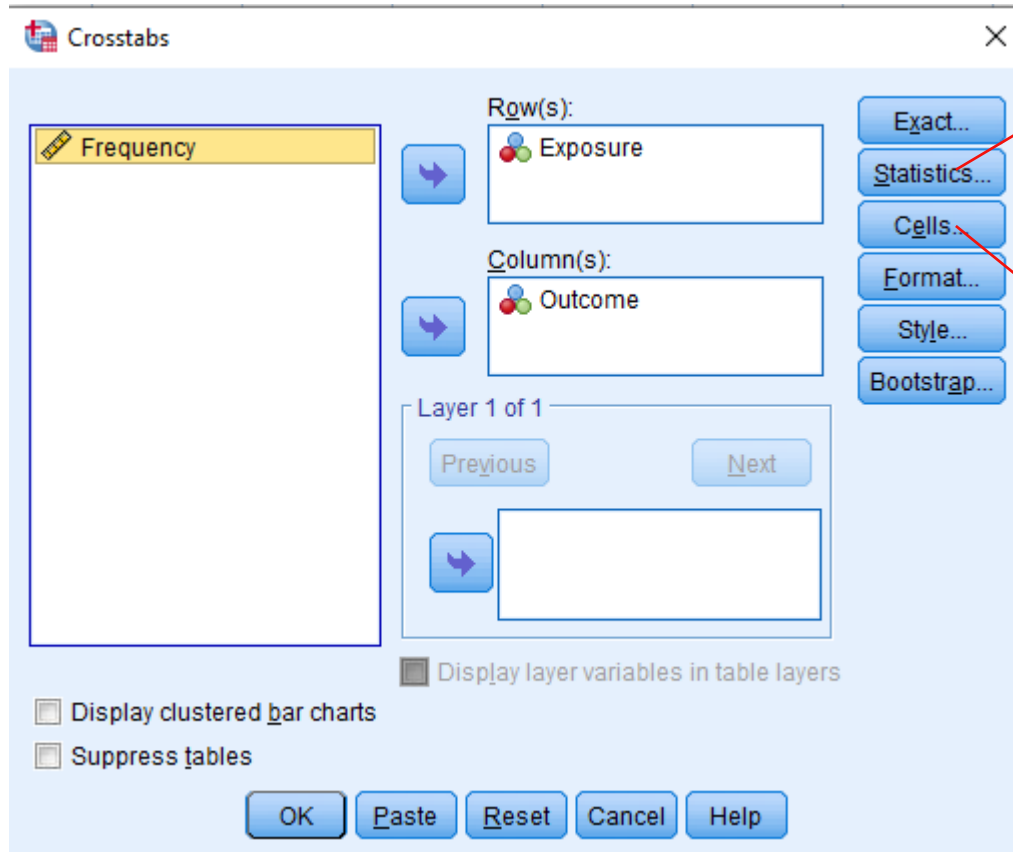 Crosstabs
Frequency
Row(s):
Exposure
Column(s):
Outcome
Layer 1 of 1
Previous
Next
Display layer variables in table layers
Exact...
Statistics...
Cells...
Format...
Style...
Bootstrap...
Display clustered bar charts
Suppress tables
OK
Paste
Reset
Cancel
Help